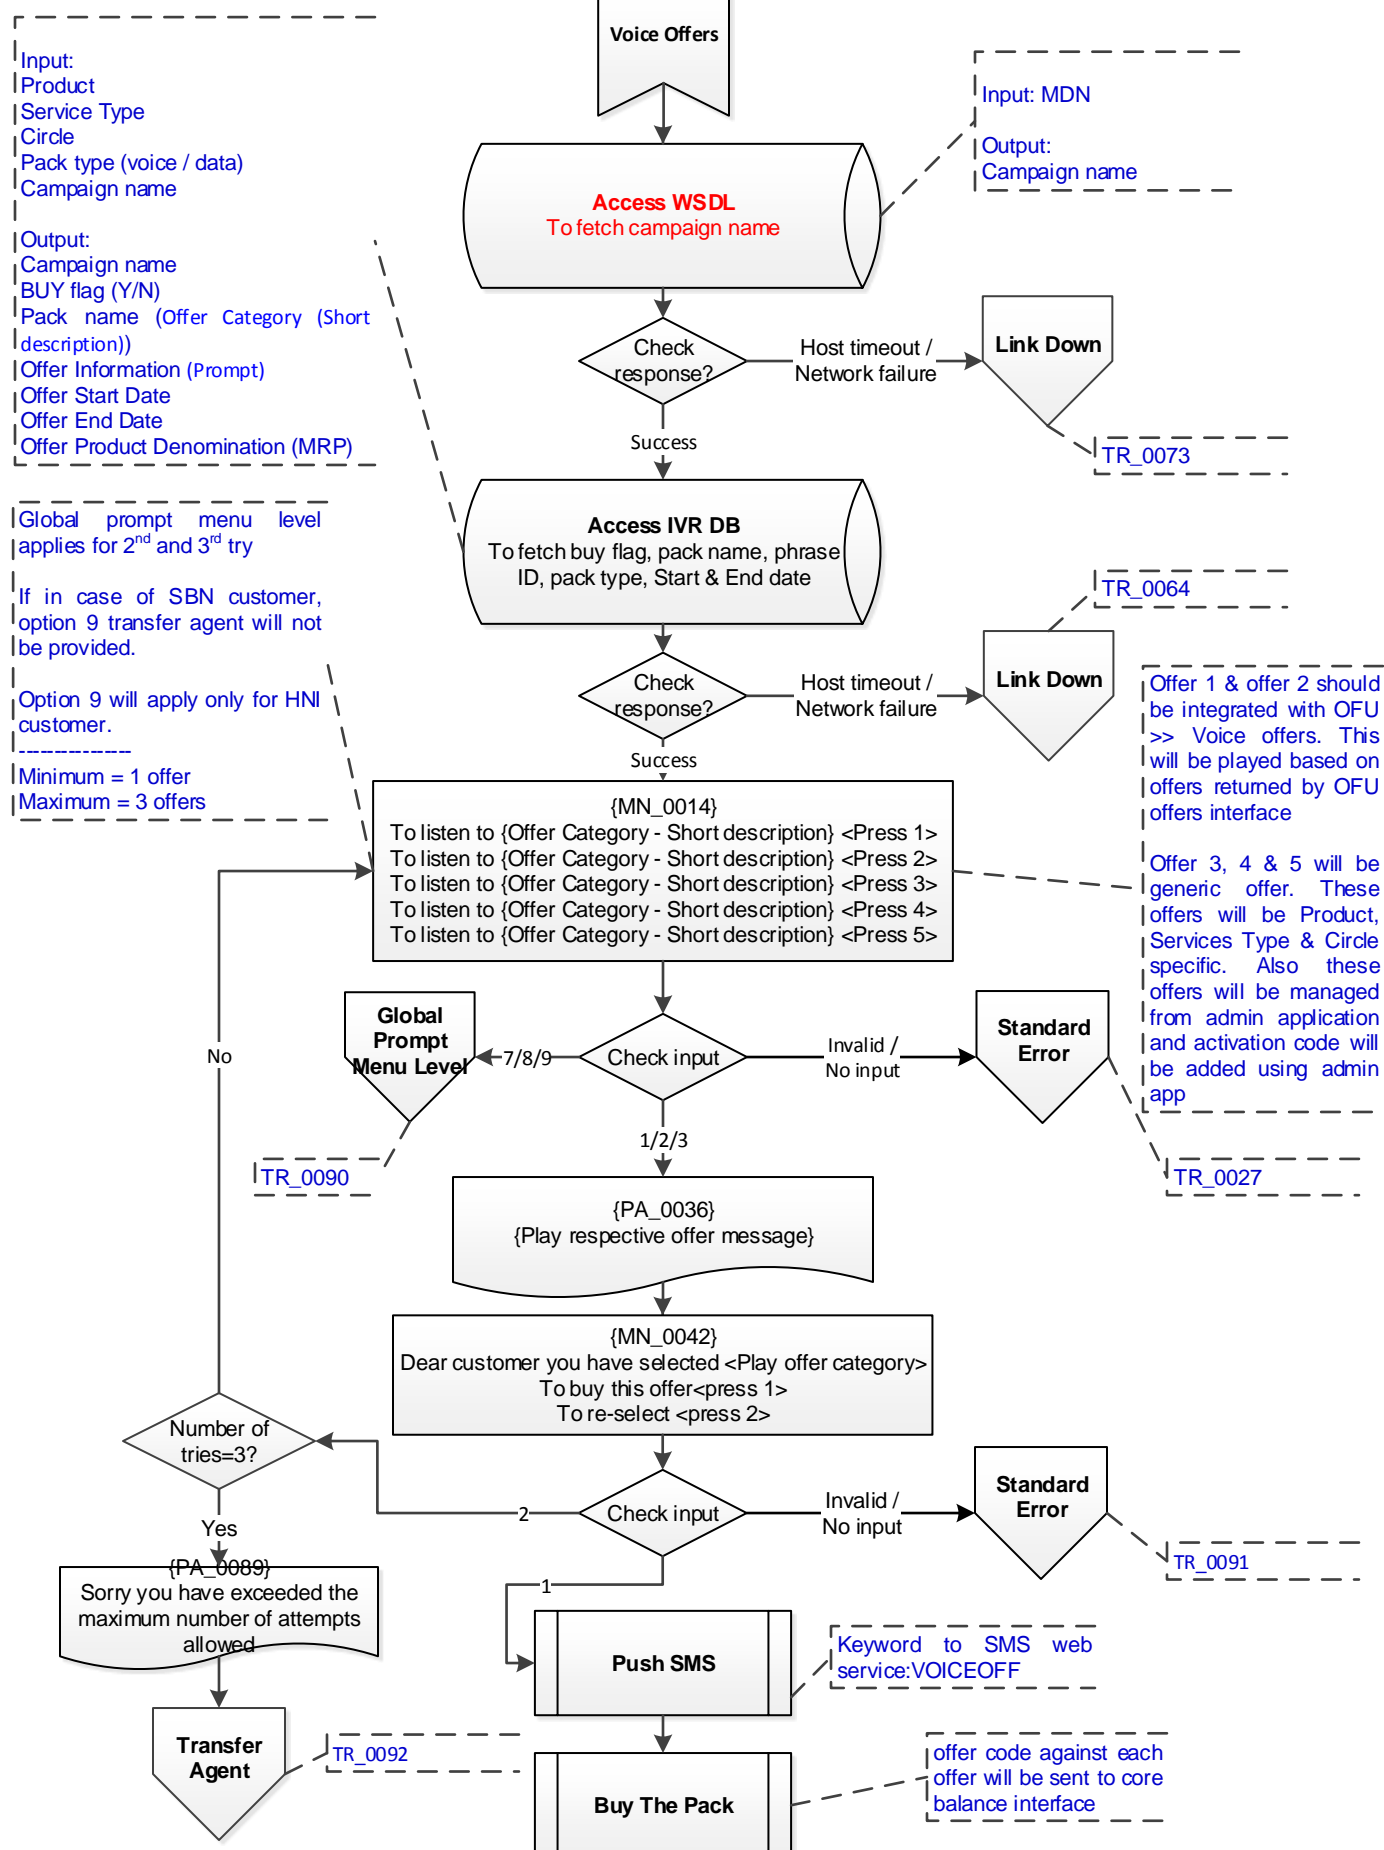 Voice Offers
Input:
Product
Service Type
Circle
Pack type (voice / data)
Campaign name
Output:
Campaign name
BUY flag (Y/N)
Pack name (Offer Category (Short
description))
Offer Information (Prompt)
Offer Start Date
Offer End Date
Offer Product Denomination (MRP)
Input: MDN
Output:
Campaign name
Access WSDL
To fetch campaign name
Check
response?
Host timeout /
Network failure
Link Down
TR_0073
Success
Access IVR DB
To fetch buy flag, pack name, phrase
ID, pack type, Start & End date
Global prompt menu level
applies for 2nd and 3rd try
If in case of SBN customer,
option 9 transfer agent will not
be provided.
Option 9 will apply only for HNI
customer.
----------------
Minimum = 1 offer
Maximum = 3 offers
TR_0064
Check
response?
Host timeout /
Network failure
Link Down
Success
Offer 1 & offer 2 should
be integrated with OFU
>> Voice offers. This
will be played based on
offers returned by OFU
offers interface
Offer 3, 4 & 5 will be
generic offer. These
offers will be Product,
Services Type & Circle
specific. Also these
offers will be managed
from admin application
and activation code will
be added using admin
app
{MN_0014}
To listen to {Offer Category - Short description} <Press 1>
To listen to {Offer Category - Short description} <Press 2>
To listen to {Offer Category - Short description} <Press 3>
To listen to {Offer Category - Short description} <Press 4>
To listen to {Offer Category - Short description} <Press 5>
Global
Prompt
Menu Level
7/8/9
Check input
Invalid /
No input
Standard
Error
No
1/2/3
TR_0090
TR_0027
{PA_0036}
{Play respective offer message}
{MN_0042}
Dear customer you have selected <Play offer category>
To buy this offer<press 1>
To re-select <press 2>
Number of
tries=3?
2
Check input
Invalid /
No input
Standard
Error
Yes
TR_0091
{PA_0089}
Sorry you have exceeded the
maximum number of attempts
allowed
1
Push SMS
Keyword to SMS web
service:VOICEOFF
Transfer
Agent
TR_0092
Buy The Pack
offer code against each
offer will be sent to core
balance interface